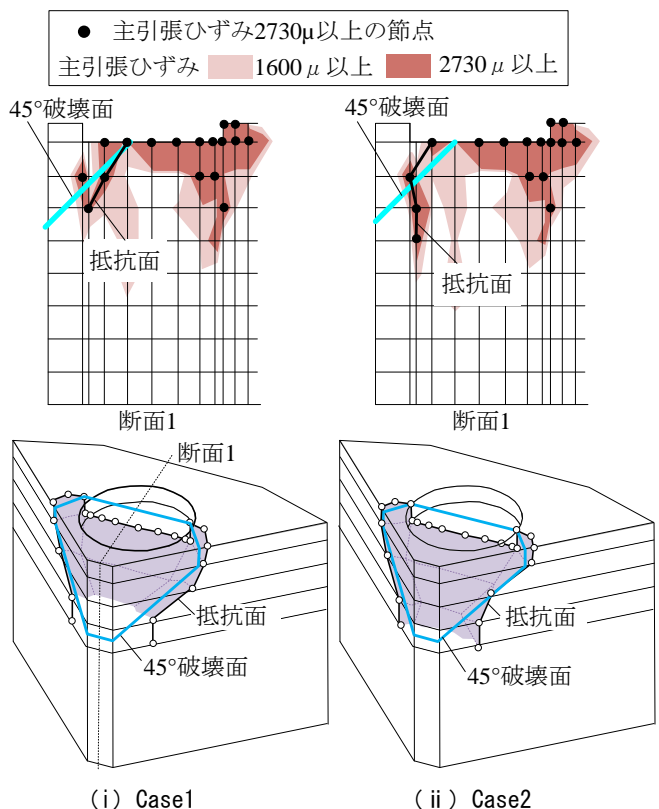 ● 主引張ひずみ2730μ以上の節点
主引張ひずみ 1600μ以上 2730μ以上
45°破壊面
抵抗面
断面1
45°破壊面
抵抗面
断面1
断面1
抵抗面
45°破壊面
抵抗面
45°破壊面
(ⅰ) Case1
(ⅱ) Case2